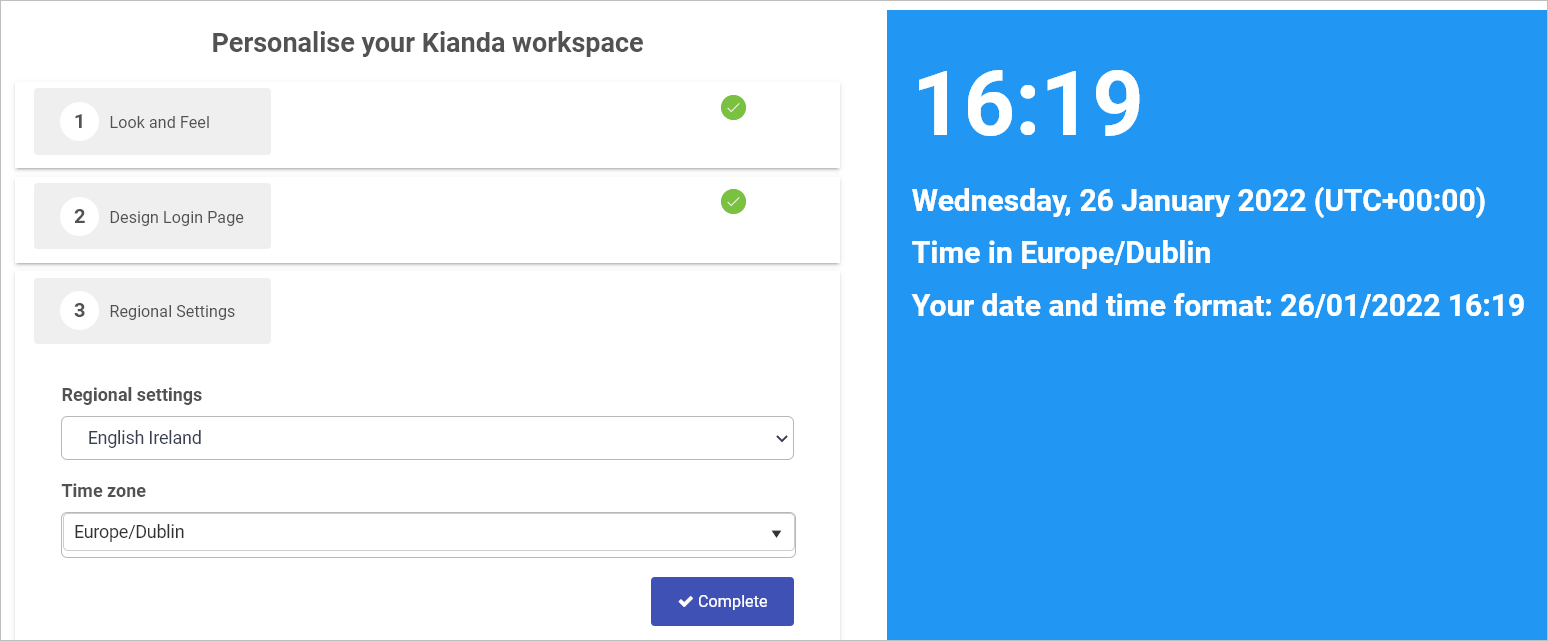 Personalise your Kianda workspace
1 Look and Feel
2 Design Login Page
3 Regional Settings
Regional settings
English Ireland
Time zone
Europe/Dublin
Complete
16:19
Wednesday, 26 January 2022 (UTC+00:00)
Time in Europe/Dublin
Your date and time format: 26/01/2022 16:19